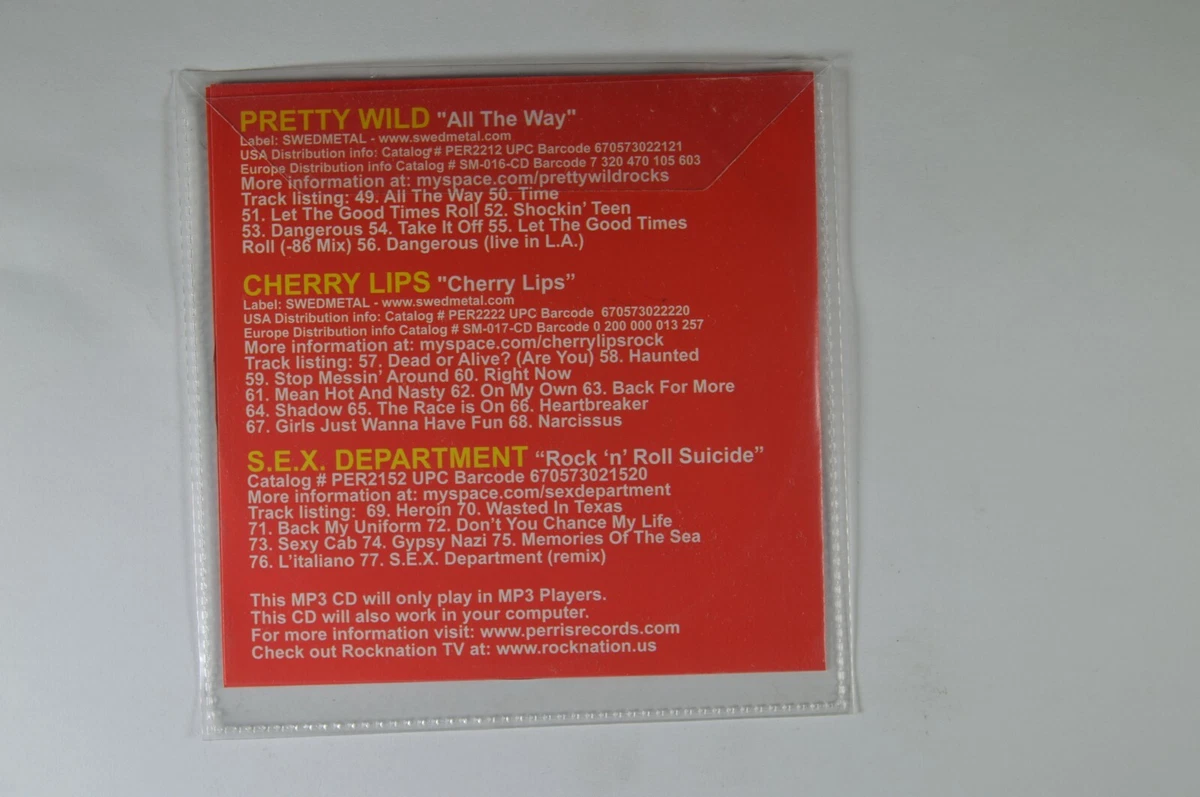 PRETTY WILD "All The Way"
Label: SWEDMETAL - www.swedmetal.com
USA Distribution info: Catalog # PER2212 UPC Barcode 670573022121
Europe Distribution info Catalog # SM-016-CD Barcode 7 320 470 105 603
More information at: myspace.com/prettywildrocks
Track listing: 49. All The Way 50. Time
51. Let The Good Times Roll 52. Shockin' Teen
53. Dangerous 54. Take It Off 55. Let The Good Times
Roll (-86 Mix) 56. Dangerous (live in L.A.)
CHERRY LIPS "Cherry Lips”
Label: SWEDMETAL - www.swedmetal.com
USA Distribution info: Catalog # PER2222 UPC Barcode 670573022220
Europe Distribution info Catalog # SM-017-CD Barcode 0 200 000 013 257
More information at: myspace.com/cherrylipsrock
Track listing: 57. Dead or Alive? (Are You) 58. Haunted
59. Stop Messin’ Around 60. Right Now
61. Mean Hot And Nasty 62. On My Own 63. Back For More
64. Shadow 65. The Race is On 66. Heartbreaker
67. Girls Just Wanna Have Fun 68. Narcissus
S.E.X. DEPARTMENT “Rock ‘n’ Roll Suicide”
Catalog # PER2152 UPC Barcode 670573021520
More information at: myspace.com/sexdepartment
Track listing: 69. Heroin 70. Wasted In Texas
71. Back My Uniform 72. Don’t You Chance My Life
73. Sexy Cab 74. Gypsy Nazi 75. Memories Of The Sea
76. L’italiano 77. S.E.X. Department (remix)
This MP3 CD will only play in MP3 Players.
This CD will also work in your computer.
For more information visit: www.perrisrecords.com
Check out Rocknation TV at: www.rocknation.us